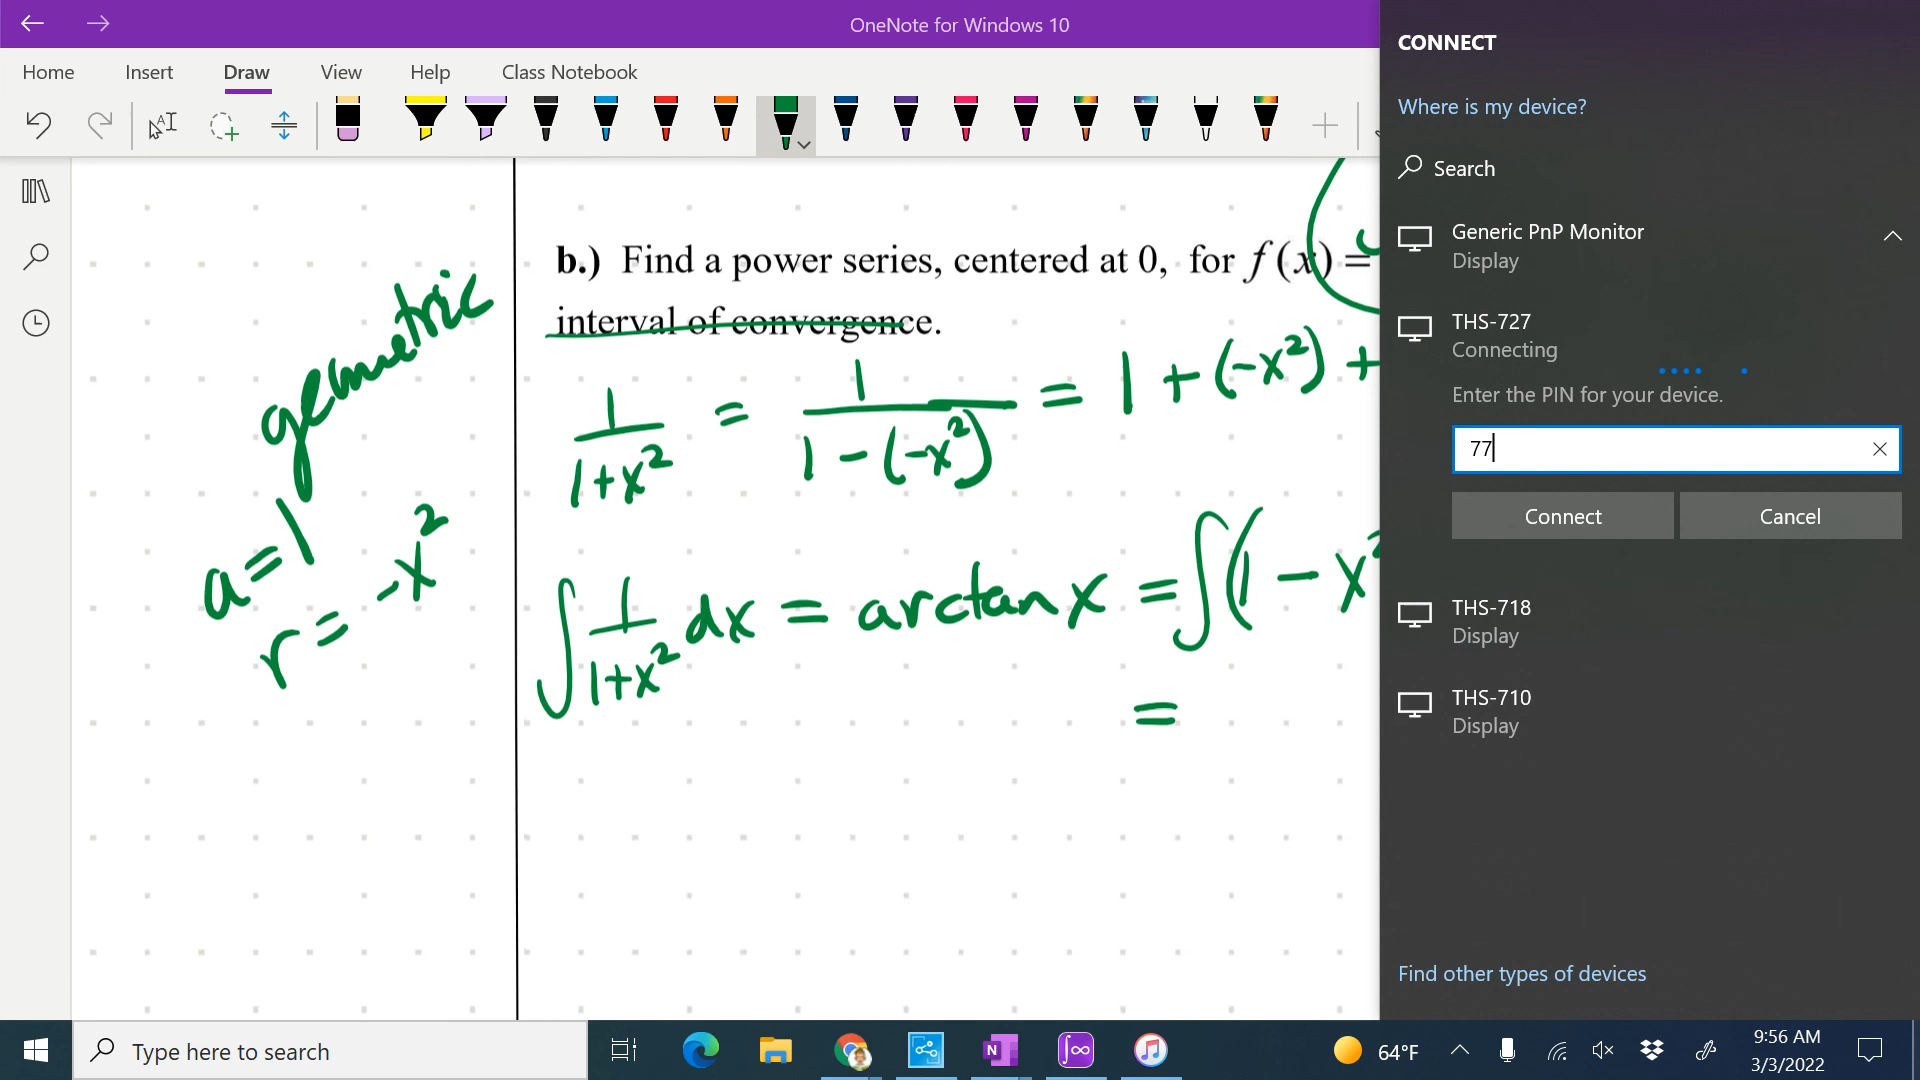 OneNote for Windows 10
Home Insert Draw View Help Class Notebook
b.) Find a power series, centered at 0, for f(x) =
interval of convergence.
geometric
a = 1
r = -x²
1/(1+x²) = 1/(1-(-x²)) = 1 + (-x²) +
∫ 1/(1+x²) dx = arctan x = ∫(1 - x²
=
CONNECT
Where is my device?
Search
Generic PnP Monitor
Display
THS-727
Connecting
Enter the PIN for your device.
77
Connect Cancel
THS-718
Display
THS-710
Display
Find other types of devices
Type here to search
64°F
9:56 AM
3/3/2022